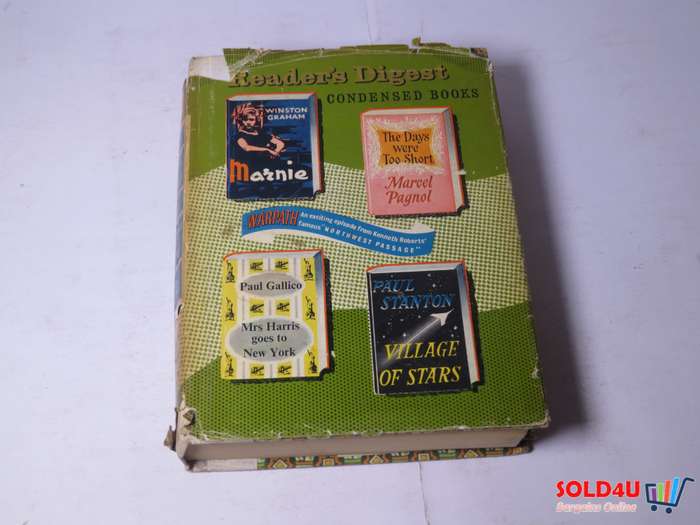 Reader's Digest
CONDENSED BOOKS
WINSTON
GRAHAM
Marnie
The Days
were
Too Short
Marcel
Pagnol
WARPATH An exciting episode from Kenneth Roberts'
famous "NORTHWEST PASSAGE"
Paul Gallico
Mrs Harris
goes to
New York
PAUL
STANTON
VILLAGE
OF STARS
SOLD4U
Bargains Online